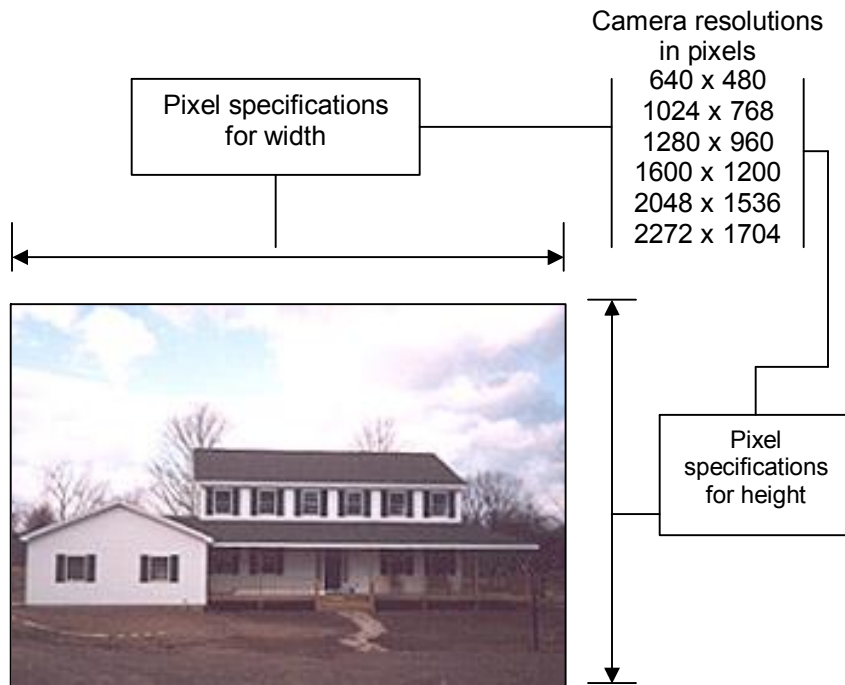 Camera resolutions
in pixels
640 x 480
1024 x 768
1280 x 960
1600 x 1200
2048 x 1536
2272 x 1704
Pixel specifications
for width
Pixel
specifications
for height